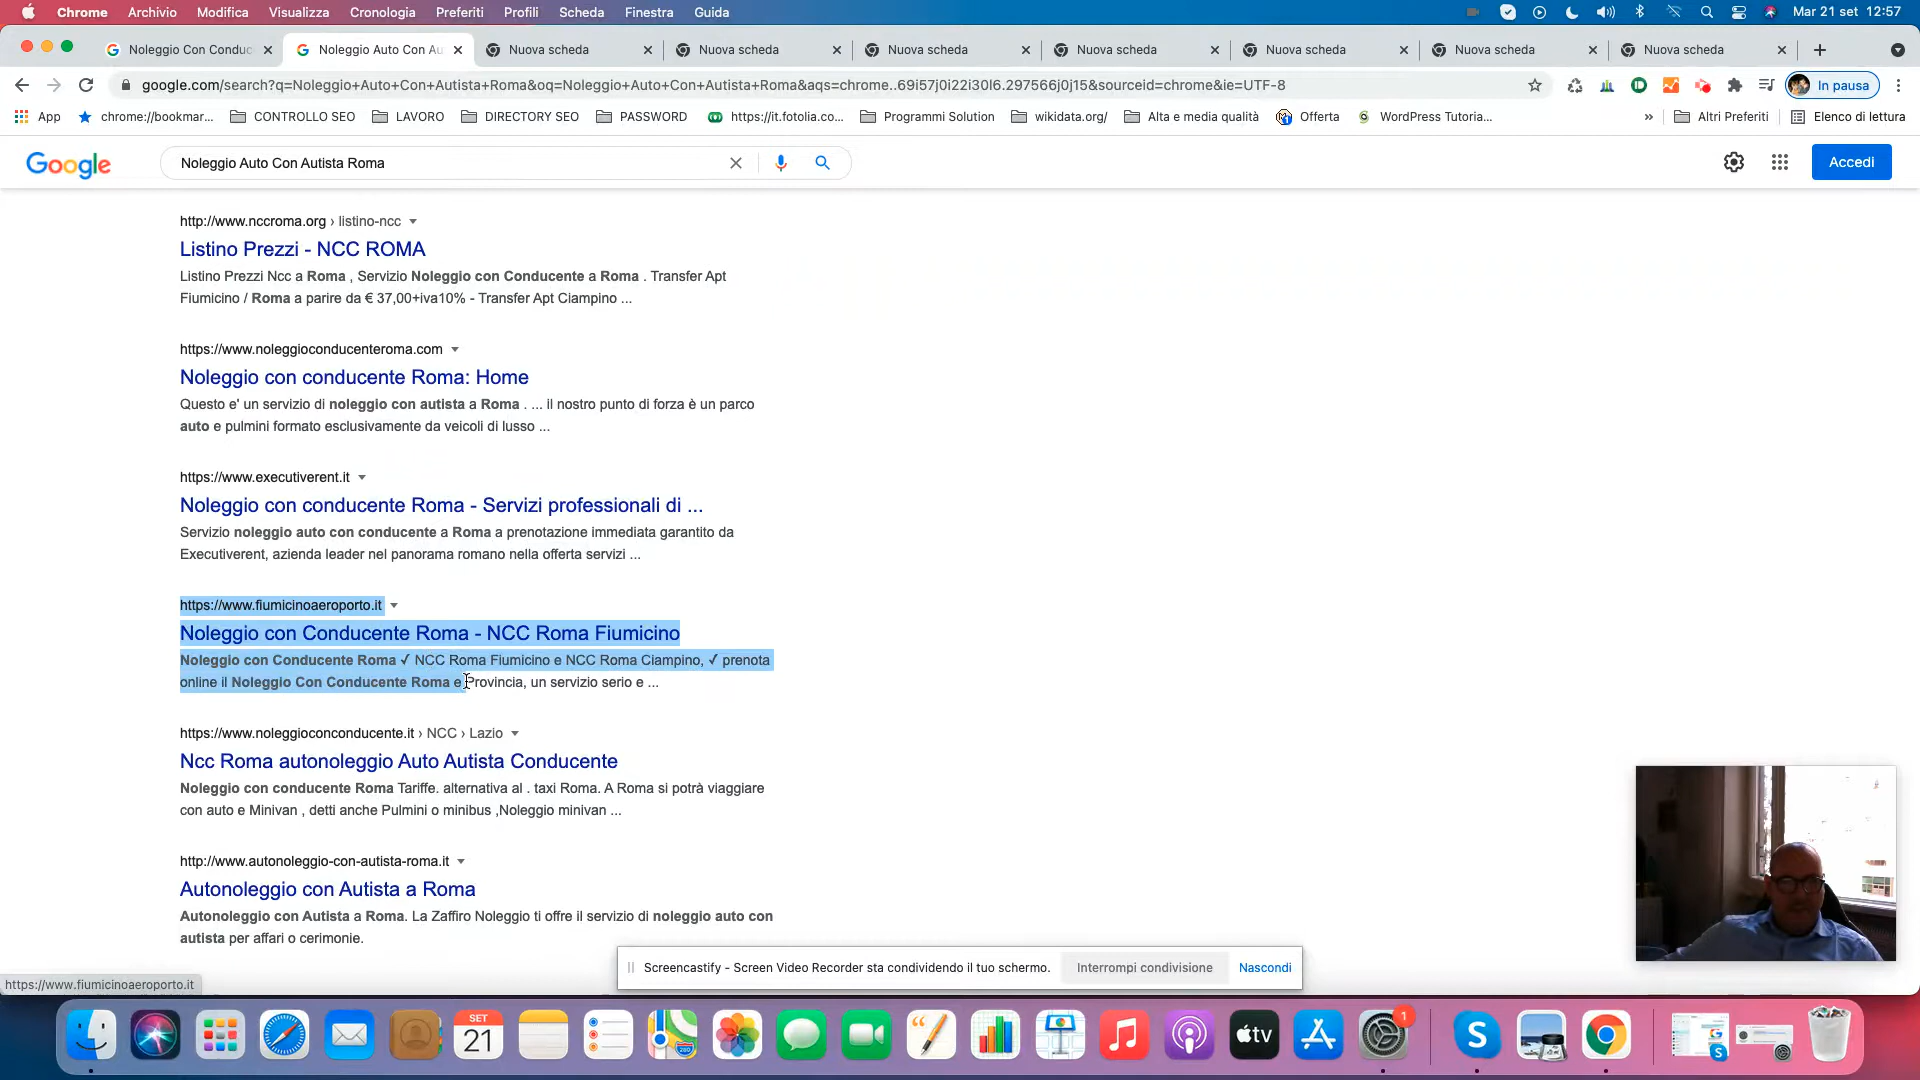 Chrome Archivio Modifica Visualizza Cronologia Preferiti Profili Scheda Finestra Guida Mar 21 set 12:57
Noleggio Con Conduc Noleggio Auto Con Au Nuova scheda Nuova scheda Nuova scheda Nuova scheda Nuova scheda Nuova scheda Nuova scheda
google.com/search?q=Noleggio+Auto+Con+Autista+Roma&oq=Noleggio+Auto+Con+Autista+Roma&aqs=chrome..69i57j0i22i30l6.297566j0j15&sourceid=chrome&ie=UTF-8 In pausa
App chrome://bookmar... CONTROLLO SEO LAVORO DIRECTORY SEO PASSWORD https://it.fotolia.co... Programmi Solution wikidata.org/ Alta e media qualità Offerta WordPress Tutoria... » Altri Preferiti Elenco di lettura
Google Noleggio Auto Con Autista Roma Accedi
http://www.nccroma.org › listino-ncc
Listino Prezzi - NCC ROMA
Listino Prezzi Ncc a Roma , Servizio Noleggio con Conducente a Roma . Transfer Apt
Fiumicino / Roma a parire da € 37,00+iva10% - Transfer Apt Ciampino ...
https://www.noleggioconducenteroma.com
Noleggio con conducente Roma: Home
Questo e' un servizio di noleggio con autista a Roma . ... il nostro punto di forza è un parco
auto e pulmini formato esclusivamente da veicoli di lusso ...
https://www.executiverent.it
Noleggio con conducente Roma - Servizi professionali di ...
Servizio noleggio auto con conducente a Roma a prenotazione immediata garantito da
Executiverent, azienda leader nel panorama romano nella offerta servizi ...
https://www.fiumicinoaeroporto.it
Noleggio con Conducente Roma - NCC Roma Fiumicino
Noleggio con Conducente Roma ✓ NCC Roma Fiumicino e NCC Roma Ciampino, ✓ prenota
online il Noleggio Con Conducente Roma e Provincia, un servizio serio e ...
https://www.noleggioconconducente.it › NCC › Lazio
Ncc Roma autonoleggio Auto Autista Conducente
Noleggio con conducente Roma Tariffe. alternativa al . taxi Roma. A Roma si potrà viaggiare
con auto e Minivan , detti anche Pulmini o minibus ,Noleggio minivan ...
http://www.autonoleggio-con-autista-roma.it
Autonoleggio con Autista a Roma
Autonoleggio con Autista a Roma. La Zaffiro Noleggio ti offre il servizio di noleggio auto con
autista per affari o cerimonie.
Screencastify - Screen Video Recorder sta condividendo il tuo schermo. Interrompi condivisione Nascondi
https://www.fiumicinoaeroporto.it
SET
21
280
tv
1